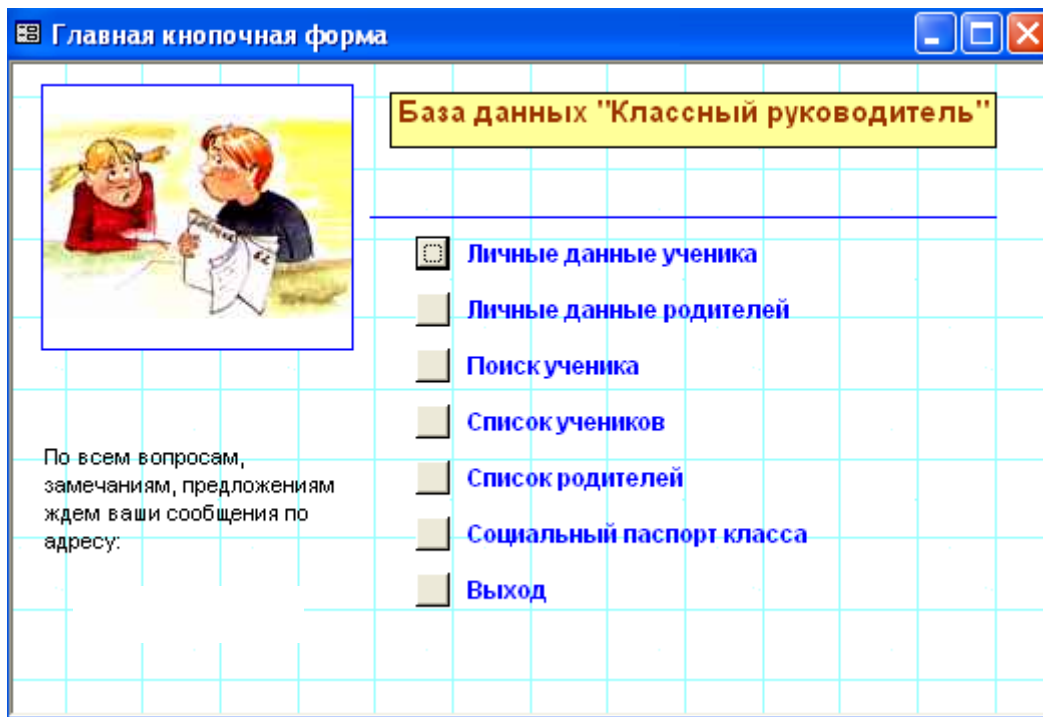 Главная кнопочная форма
База данных "Классный руководитель"
Личные данные ученика
Личные данные родителей
Поиск ученика
Список учеников
Список родителей
Социальный паспорт класса
Выход
По всем вопросам,
замечаниям, предложениям
ждем ваши сообщения по
адресу: